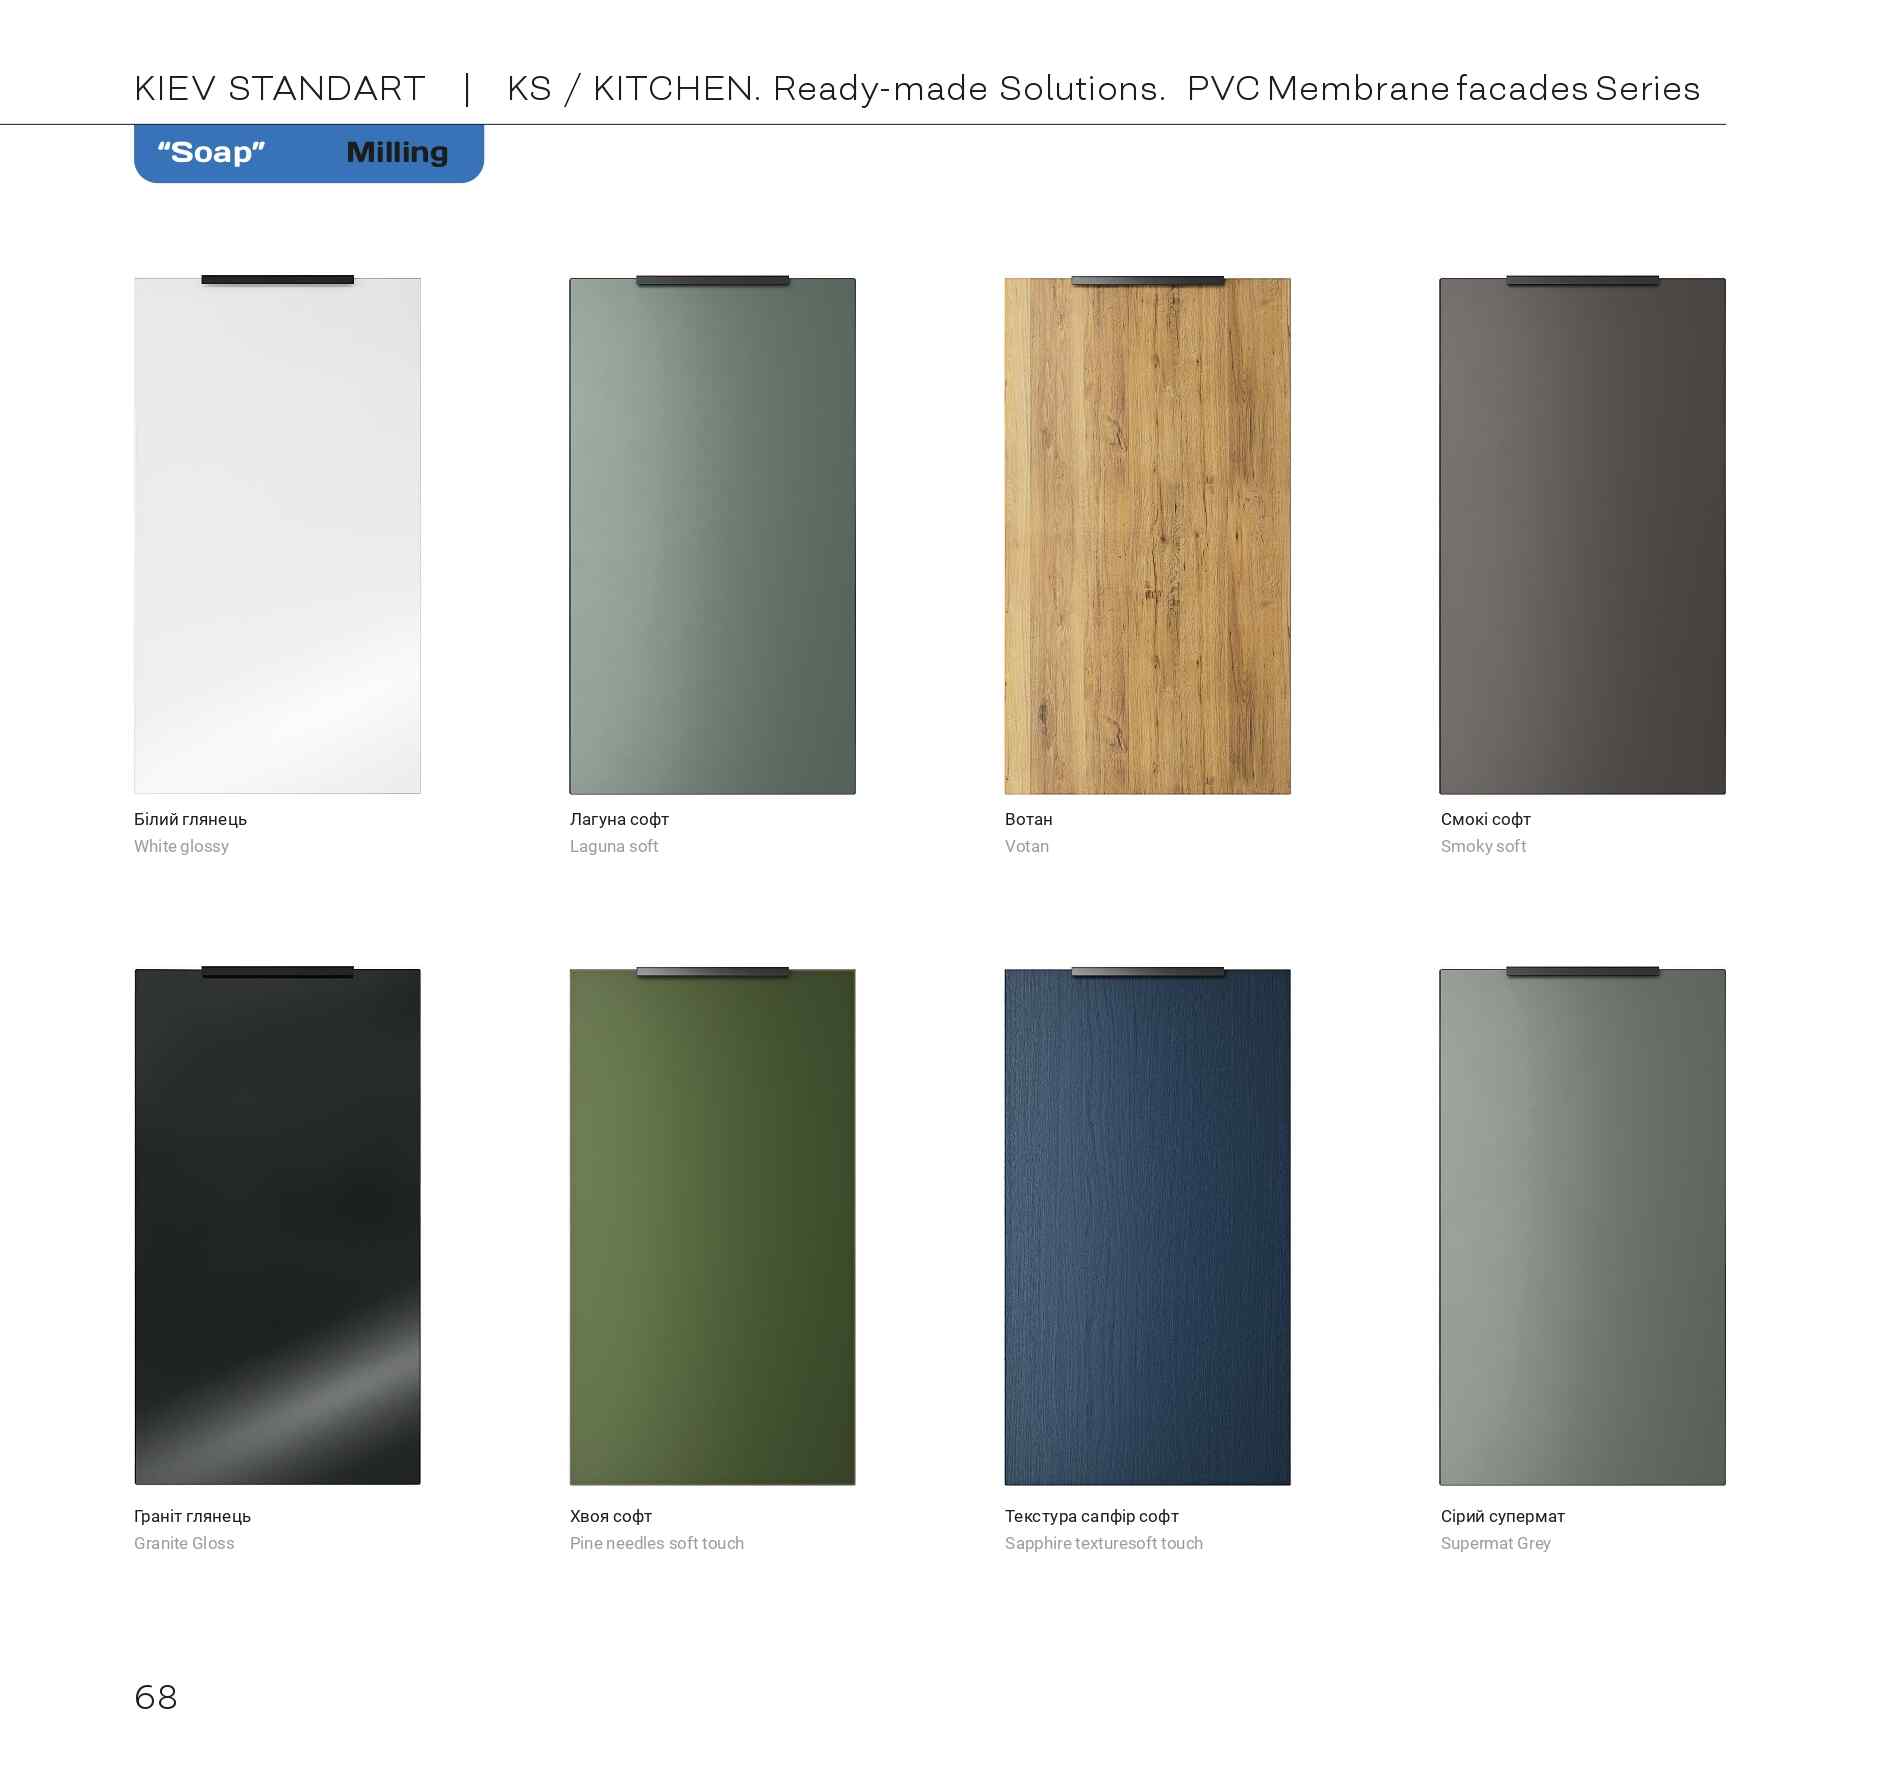 KIEV STANDART | KS / KITCHEN. Ready-made Solutions. PVC Membrane facades Series
“Soap” Milling
Білий глянець
White glossy
Лагуна софт
Laguna soft
Вотан
Votan
Смокі софт
Smoky soft
Граніт глянець
Granite Gloss
Хвоя софт
Pine needles soft touch
Текстура сапфір софт
Sapphire texturesoft touch
Сірий супермат
Supermat Grey
68